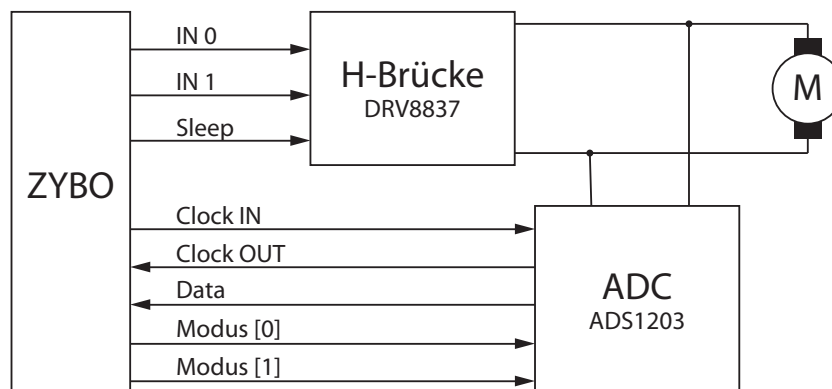 IN 0
IN 1
Sleep
H-Brücke
DRV8837
M
ZYBO
Clock IN
Clock OUT
Data
Modus [0]
Modus [1]
ADC
ADS1203